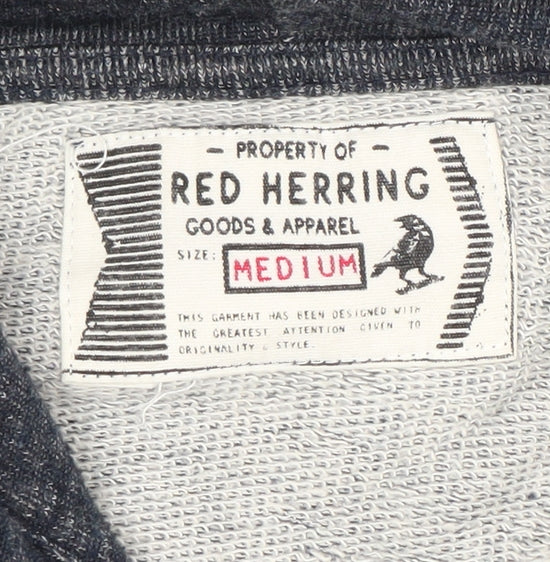 — PROPERTY OF —
RED HERRING
GOODS & APPAREL
SIZE: MEDIUM
THIS GARMENT HAS BEEN DESIGNED WITH
THE GREATEST ATTENTION GIVEN TO
ORIGINALITY & STYLE.